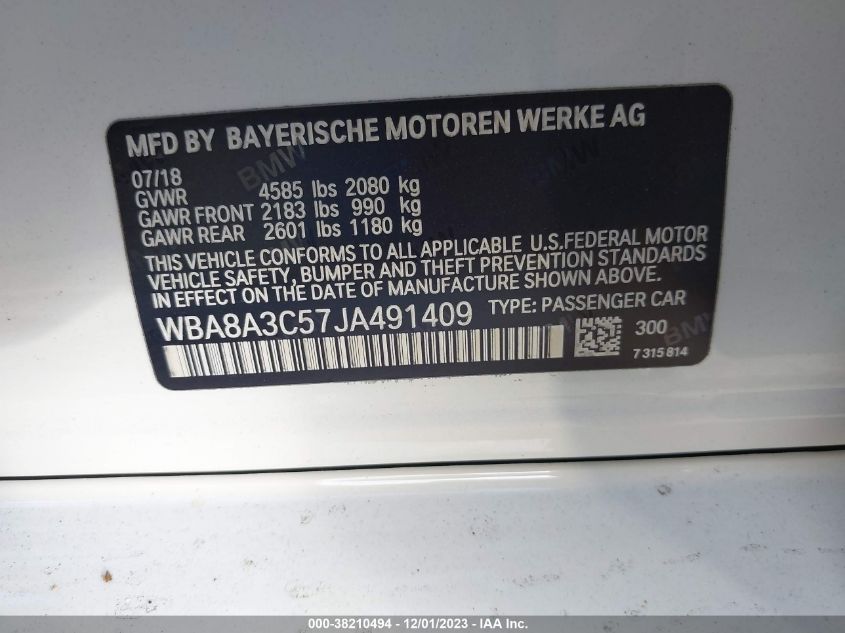 MFD BY BAYERISCHE MOTOREN WERKE AG
07/18
GVWR 4585 lbs 2080 kg
GAWR FRONT 2183 lbs 990 kg
GAWR REAR 2601 lbs 1180 kg
THIS VEHICLE CONFORMS TO ALL APPLICABLE U.S.FEDERAL MOTOR
VEHICLE SAFETY, BUMPER AND THEFT PREVENTION STANDARDS
IN EFFECT ON THE DATE OF MANUFACTURE SHOWN ABOVE.
WBA8A3C57JA491409 TYPE: PASSENGER CAR
300
7 315 814
BMW
BMW
BMW
000-38210494 - 12/01/2023 - IAA Inc.